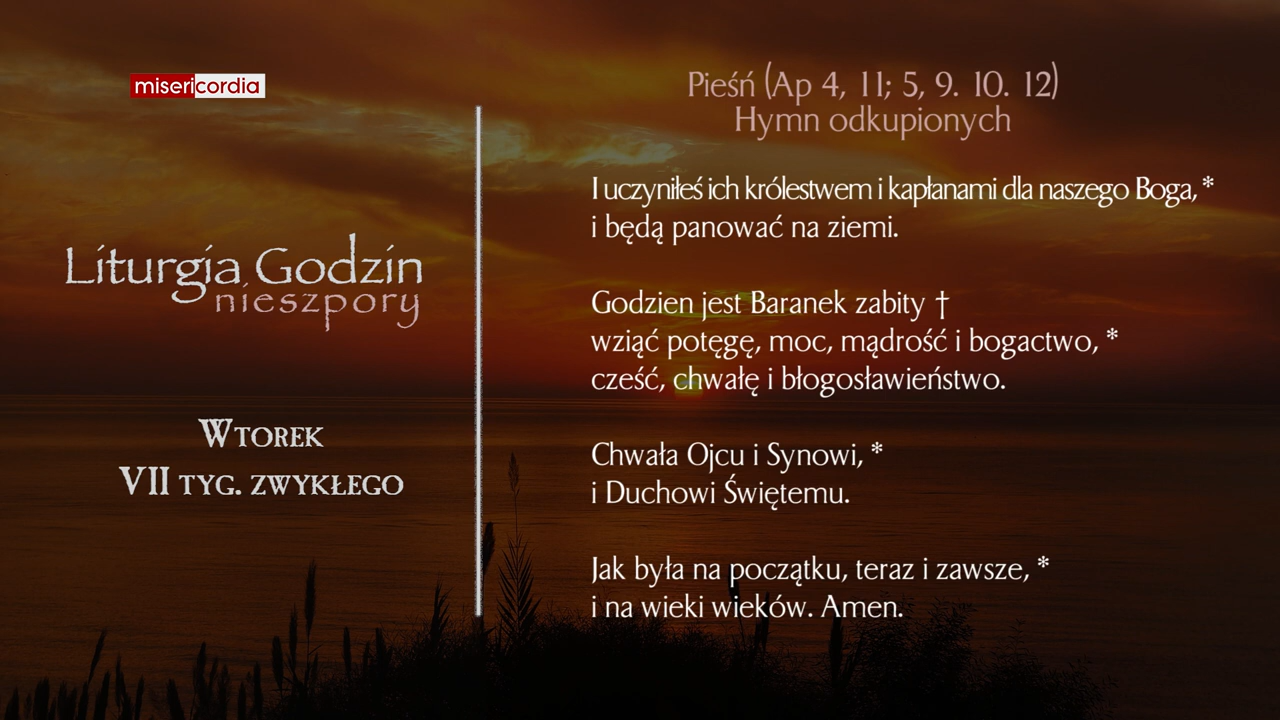 misericordia
Liturgia Godzin
nieszpory
Wtorek
VII tyg. zwykłego
Pieśń (Ap 4, 11; 5, 9. 10. 12)
Hymn odkupionych
I uczyniłeś ich królestwem i kapłanami dla naszego Boga, *
i będą panować na ziemi.
Godzien jest Baranek zabity †
wziąć potęgę, moc, mądrość i bogactwo, *
cześć, chwałę i błogosławieństwo.
Chwała Ojcu i Synowi, *
i Duchowi Świętemu.
Jak była na początku, teraz i zawsze, *
i na wieki wieków. Amen.